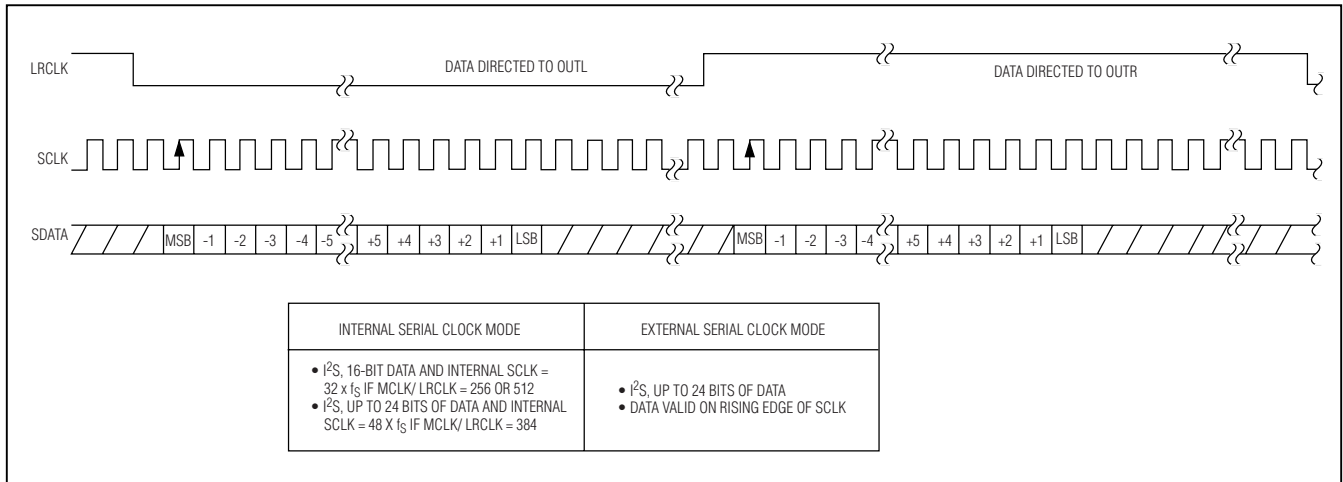 LRCLK
DATA DIRECTED TO OUTL
DATA DIRECTED TO OUTR
SCLK
SDATA
MSB -1 -2 -3 -4 -5 +5 +4 +3 +2 +1 LSB
MSB -1 -2 -3 -4 +5 +4 +3 +2 +1 LSB
INTERNAL SERIAL CLOCK MODE
• I²S, 16-BIT DATA AND INTERNAL SCLK =
32 x fS IF MCLK/ LRCLK = 256 OR 512
• I²S, UP TO 24 BITS OF DATA AND INTERNAL
SCLK = 48 X fS IF MCLK/ LRCLK = 384
EXTERNAL SERIAL CLOCK MODE
• I²S, UP TO 24 BITS OF DATA
• DATA VALID ON RISING EDGE OF SCLK